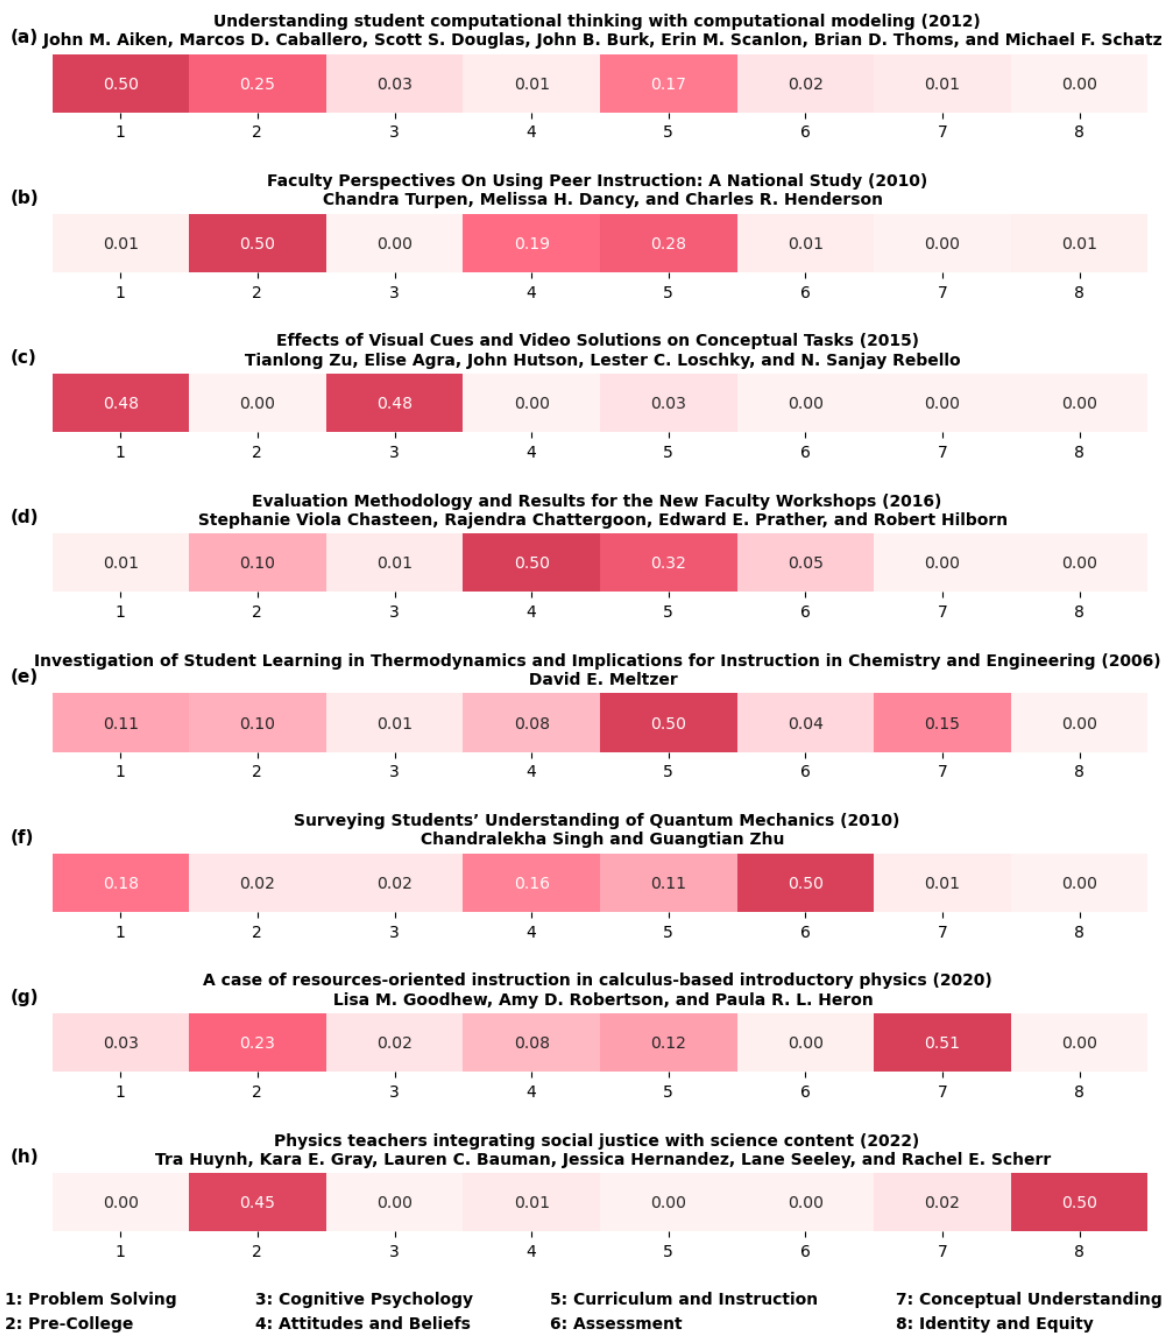 Understanding student computational thinking with computational modeling (2012)
(a) John M. Aiken, Marcos D. Caballero, Scott S. Douglas, John B. Burk, Erin M. Scanlon, Brian D. Thoms, and Michael F. Schatz
0.50 0.25 0.03 0.01 0.17 0.02 0.01 0.00
1 2 3 4 5 6 7 8
Faculty Perspectives On Using Peer Instruction: A National Study (2010)
(b) Chandra Turpen, Melissa H. Dancy, and Charles R. Henderson
0.01 0.50 0.00 0.19 0.28 0.01 0.00 0.01
1 2 3 4 5 6 7 8
Effects of Visual Cues and Video Solutions on Conceptual Tasks (2015)
(c) Tianlong Zu, Elise Agra, John Hutson, Lester C. Loschky, and N. Sanjay Rebello
0.48 0.00 0.48 0.00 0.03 0.00 0.00 0.00
1 2 3 4 5 6 7 8
Evaluation Methodology and Results for the New Faculty Workshops (2016)
(d) Stephanie Viola Chasteen, Rajendra Chattergoon, Edward E. Prather, and Robert Hilborn
0.01 0.10 0.01 0.50 0.32 0.05 0.00 0.00
1 2 3 4 5 6 7 8
Investigation of Student Learning in Thermodynamics and Implications for Instruction in Chemistry and Engineering (2006)
(e) David E. Meltzer
0.11 0.10 0.01 0.08 0.50 0.04 0.15 0.00
1 2 3 4 5 6 7 8
Surveying Students’ Understanding of Quantum Mechanics (2010)
(f) Chandralekha Singh and Guangtian Zhu
0.18 0.02 0.02 0.16 0.11 0.50 0.01 0.00
1 2 3 4 5 6 7 8
A case of resources-oriented instruction in calculus-based introductory physics (2020)
(g) Lisa M. Goodhew, Amy D. Robertson, and Paula R. L. Heron
0.03 0.23 0.02 0.08 0.12 0.00 0.51 0.00
1 2 3 4 5 6 7 8
Physics teachers integrating social justice with science content (2022)
(h) Tra Huynh, Kara E. Gray, Lauren C. Bauman, Jessica Hernandez, Lane Seeley, and Rachel E. Scherr
0.00 0.45 0.00 0.01 0.00 0.00 0.02 0.50
1 2 3 4 5 6 7 8
1: Problem Solving 3: Cognitive Psychology 5: Curriculum and Instruction 7: Conceptual Understanding
2: Pre-College 4: Attitudes and Beliefs 6: Assessment 8: Identity and Equity